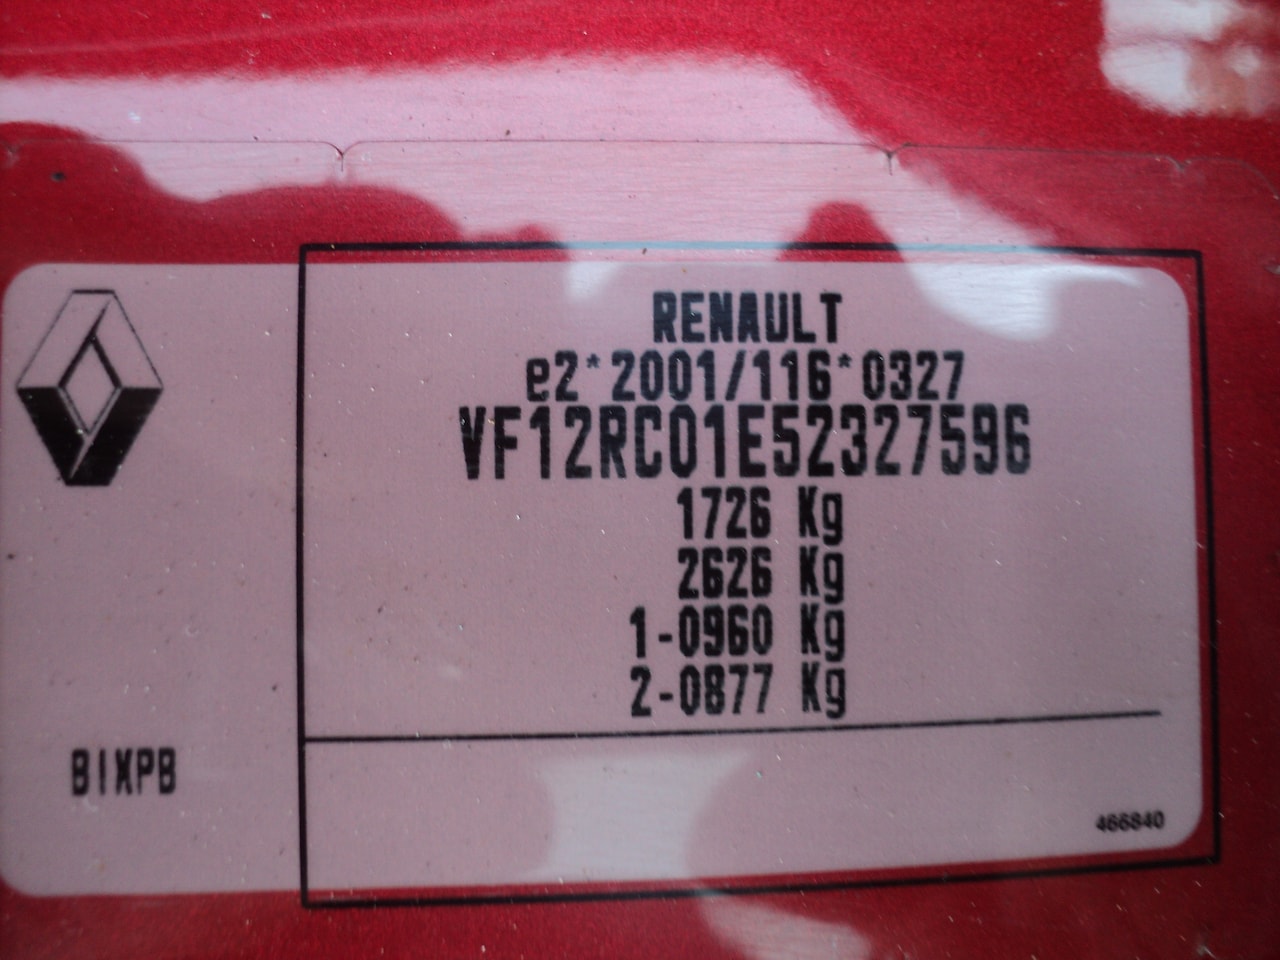 RENAULT
e2*2001/116*0327
VF12RC01E52327596
1726 Kg
2626 Kg
1-0960 Kg
2-0877 Kg
BIXPB
466840